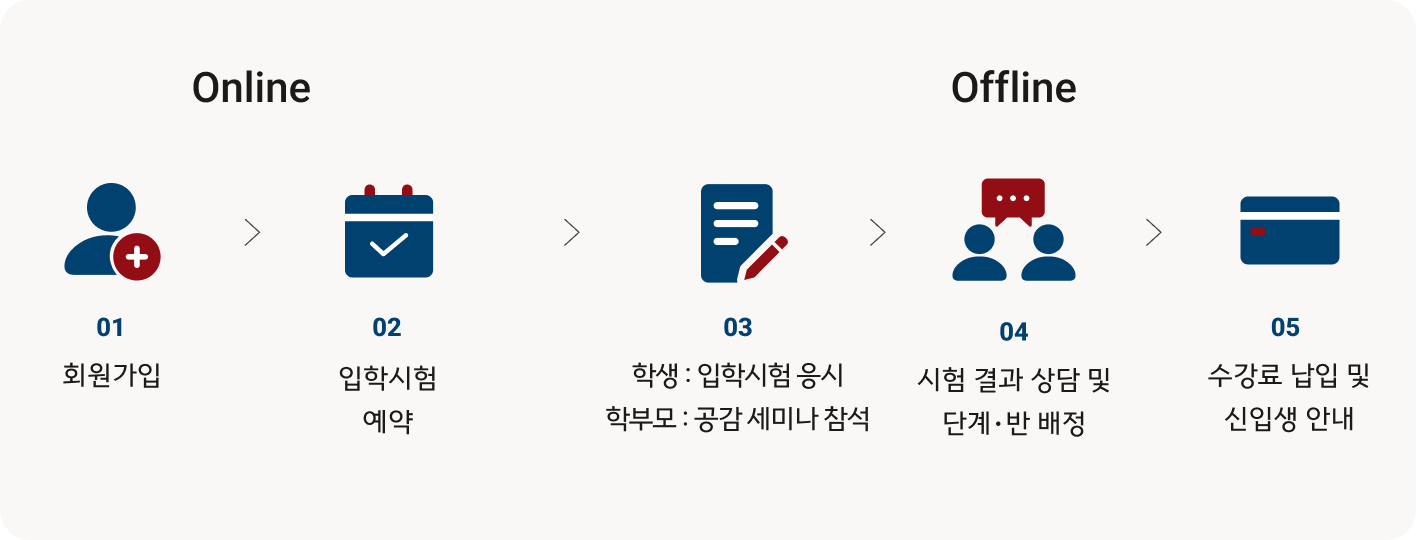 Online
Offline
01
회원가입
02
입학시험
예약
03
학생 : 입학시험 응시
학부모 : 공감 세미나 참석
04
시험 결과 상담 및
단계·반 배정
05
수강료 납입 및
신입생 안내